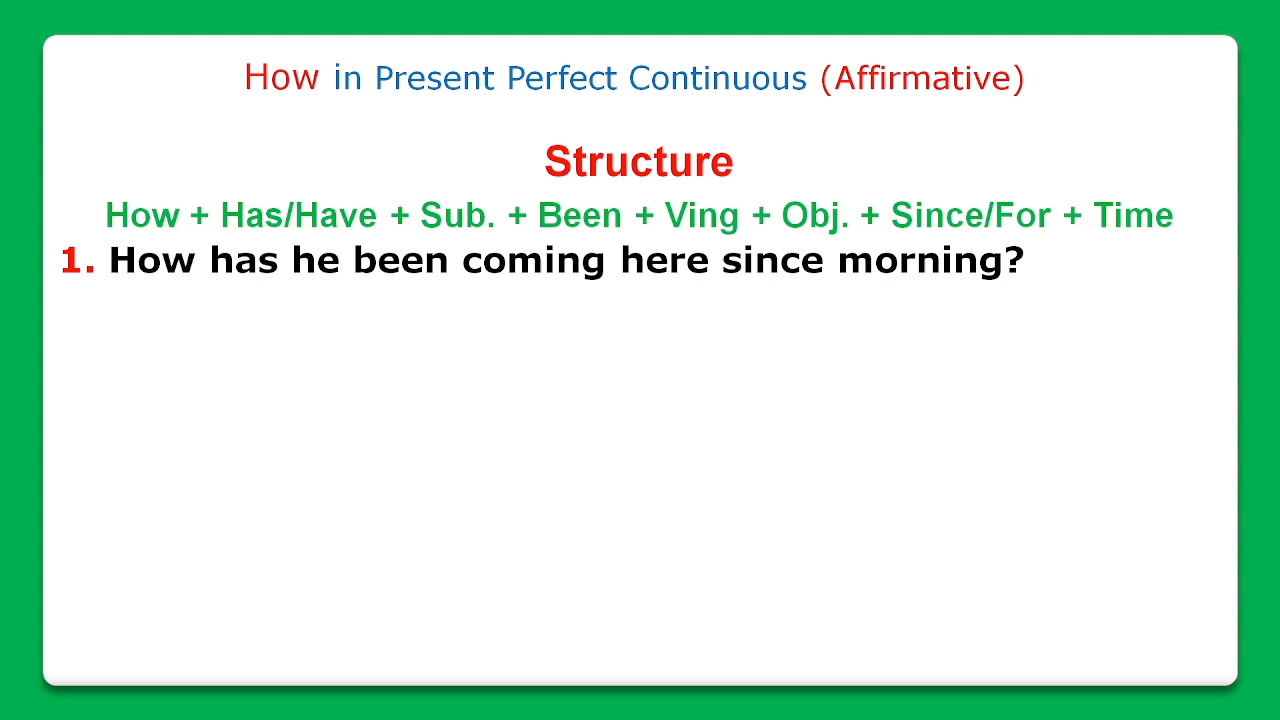 How in Present Perfect Continuous (Affirmative)
Structure
How + Has/Have + Sub. + Been + Ving + Obj. + Since/For + Time
1. How has he been coming here since morning?